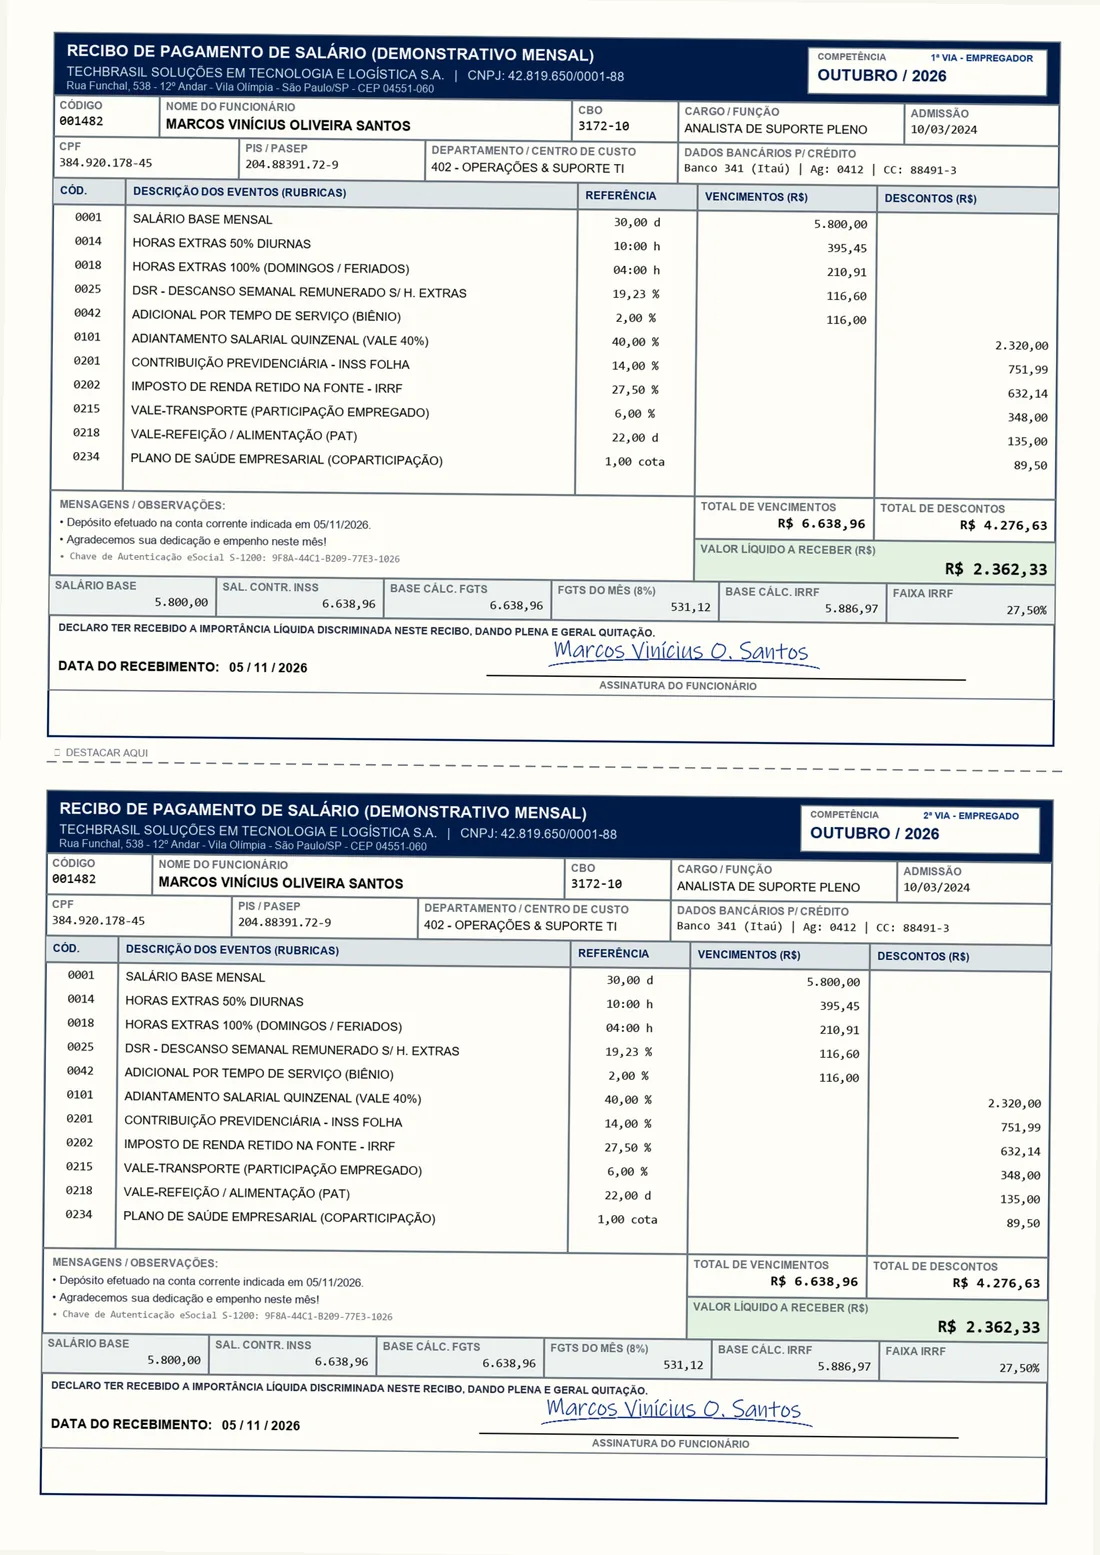 RECIBO DE PAGAMENTO DE SALÁRIO (DEMONSTRATIVO MENSAL)
TECHBRASIL SOLUÇÕES EM TECNOLOGIA E LOGÍSTICA S.A. | CNPJ: 42.819.650/0001-88
Rua Funchal, 538 - 12º Andar - Vila Olímpia - São Paulo/SP - CEP 04551-060
COMPETÊNCIA 1ª VIA - EMPREGADOR
OUTUBRO / 2026
CÓDIGO NOME DO FUNCIONÁRIO CBO CARGO / FUNÇÃO ADMISSÃO
001482 MARCOS VINÍCIUS OLIVEIRA SANTOS 3172-10 ANALISTA DE SUPORTE PLENO 10/03/2024
CPF PIS / PASEP DEPARTAMENTO / CENTRO DE CUSTO DADOS BANCÁRIOS P/ CRÉDITO
384.920.178-45 204.88391.72-9 402 - OPERAÇÕES & SUPORTE TI Banco 341 (Itaú) | Ag: 0412 | CC: 88491-3
CÓD. DESCRIÇÃO DOS EVENTOS (RUBRICAS) REFERÊNCIA VENCIMENTOS (R$) DESCONTOS (R$)
0001 SALÁRIO BASE MENSAL 30,00 d 5.800,00
0014 HORAS EXTRAS 50% DIURNAS 10:00 h 395,45
0018 HORAS EXTRAS 100% (DOMINGOS / FERIADOS) 04:00 h 210,91
0025 DSR - DESCANSO SEMANAL REMUNERADO S/ H. EXTRAS 19,23 % 116,60
0042 ADICIONAL POR TEMPO DE SERVIÇO (BIÊNIO) 2,00 % 116,00
0101 ADIANTAMENTO SALARIAL QUINZENAL (VALE 40%) 40,00 % 2.320,00
0201 CONTRIBUIÇÃO PREVIDENCIÁRIA - INSS FOLHA 14,00 % 751,99
0202 IMPOSTO DE RENDA RETIDO NA FONTE - IRRF 27,50 % 632,14
0215 VALE-TRANSPORTE (PARTICIPAÇÃO EMPREGADO) 6,00 % 348,00
0218 VALE-REFEIÇÃO / ALIMENTAÇÃO (PAT) 22,00 d 135,00
0234 PLANO DE SAÚDE EMPRESARIAL (COPARTICIPAÇÃO) 1,00 cota 89,50
MENSAGENS / OBSERVAÇÕES:
• Depósito efetuado na conta corrente indicada em 05/11/2026.
• Agradecemos sua dedicação e empenho neste mês!
• Chave de Autenticação eSocial S-1200: 9F8A-44C1-B209-77E3-1026
TOTAL DE VENCIMENTOS TOTAL DE DESCONTOS
R$ 6.638,96 R$ 4.276,63
VALOR LÍQUIDO A RECEBER (R$)
R$ 2.362,33
SALÁRIO BASE SAL. CONTR. INSS BASE CÁLC. FGTS FGTS DO MÊS (8%) BASE CÁLC. IRRF FAIXA IRRF
5.800,00 6.638,96 6.638,96 531,12 5.886,97 27,50%
DECLARO TER RECEBIDO A IMPORTÂNCIA LÍQUIDA DISCRIMINADA NESTE RECIBO, DANDO PLENA E GERAL QUITAÇÃO.
Marcos Vinícius O. Santos
DATA DO RECEBIMENTO: 05 / 11 / 2026
ASSINATURA DO FUNCIONÁRIO
DESTACAR AQUI
RECIBO DE PAGAMENTO DE SALÁRIO (DEMONSTRATIVO MENSAL)
TECHBRASIL SOLUÇÕES EM TECNOLOGIA E LOGÍSTICA S.A. | CNPJ: 42.819.650/0001-88
Rua Funchal, 538 - 12º Andar - Vila Olímpia - São Paulo/SP - CEP 04551-060
COMPETÊNCIA 2ª VIA - EMPREGADO
OUTUBRO / 2026
CÓDIGO NOME DO FUNCIONÁRIO CBO CARGO / FUNÇÃO ADMISSÃO
001482 MARCOS VINÍCIUS OLIVEIRA SANTOS 3172-10 ANALISTA DE SUPORTE PLENO 10/03/2024
CPF PIS / PASEP DEPARTAMENTO / CENTRO DE CUSTO DADOS BANCÁRIOS P/ CRÉDITO
384.920.178-45 204.88391.72-9 402 - OPERAÇÕES & SUPORTE TI Banco 341 (Itaú) | Ag: 0412 | CC: 88491-3
CÓD. DESCRIÇÃO DOS EVENTOS (RUBRICAS) REFERÊNCIA VENCIMENTOS (R$) DESCONTOS (R$)
0001 SALÁRIO BASE MENSAL 30,00 d 5.800,00
0014 HORAS EXTRAS 50% DIURNAS 10:00 h 395,45
0018 HORAS EXTRAS 100% (DOMINGOS / FERIADOS) 04:00 h 210,91
0025 DSR - DESCANSO SEMANAL REMUNERADO S/ H. EXTRAS 19,23 % 116,60
0042 ADICIONAL POR TEMPO DE SERVIÇO (BIÊNIO) 2,00 % 116,00
0101 ADIANTAMENTO SALARIAL QUINZENAL (VALE 40%) 40,00 % 2.320,00
0201 CONTRIBUIÇÃO PREVIDENCIÁRIA - INSS FOLHA 14,00 % 751,99
0202 IMPOSTO DE RENDA RETIDO NA FONTE - IRRF 27,50 % 632,14
0215 VALE-TRANSPORTE (PARTICIPAÇÃO EMPREGADO) 6,00 % 348,00
0218 VALE-REFEIÇÃO / ALIMENTAÇÃO (PAT) 22,00 d 135,00
0234 PLANO DE SAÚDE EMPRESARIAL (COPARTICIPAÇÃO) 1,00 cota 89,50
MENSAGENS / OBSERVAÇÕES:
• Depósito efetuado na conta corrente indicada em 05/11/2026.
• Agradecemos sua dedicação e empenho neste mês!
• Chave de Autenticação eSocial S-1200: 9F8A-44C1-B209-77E3-1026
TOTAL DE VENCIMENTOS TOTAL DE DESCONTOS
R$ 6.638,96 R$ 4.276,63
VALOR LÍQUIDO A RECEBER (R$)
R$ 2.362,33
SALÁRIO BASE SAL. CONTR. INSS BASE CÁLC. FGTS FGTS DO MÊS (8%) BASE CÁLC. IRRF FAIXA IRRF
5.800,00 6.638,96 6.638,96 531,12 5.886,97 27,50%
DECLARO TER RECEBIDO A IMPORTÂNCIA LÍQUIDA DISCRIMINADA NESTE RECIBO, DANDO PLENA E GERAL QUITAÇÃO.
Marcos Vinícius O. Santos
DATA DO RECEBIMENTO: 05 / 11 / 2026
ASSINATURA DO FUNCIONÁRIO